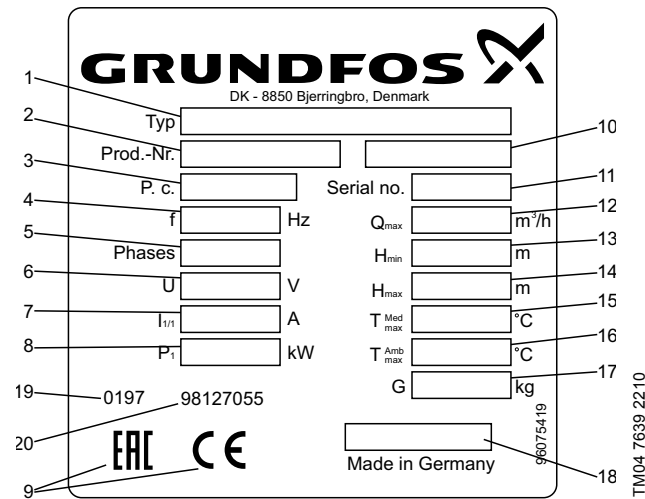 GRUNDFOS
DK - 8850 Bjerringbro, Denmark
1 Typ
2 Prod.-Nr. 10
3 P. c. Serial no. 11
4 f Hz Qmax m³/h 12
5 Phases Hmin m 13
6 U V Hmax m 14
7 I1/1 A T Med max °C 15
8 P1 kW T Amb max °C 16
G kg 17
19 0197 98127055
20
EAC CE
9
Made in Germany 18
96075419
TM04 7639 2210